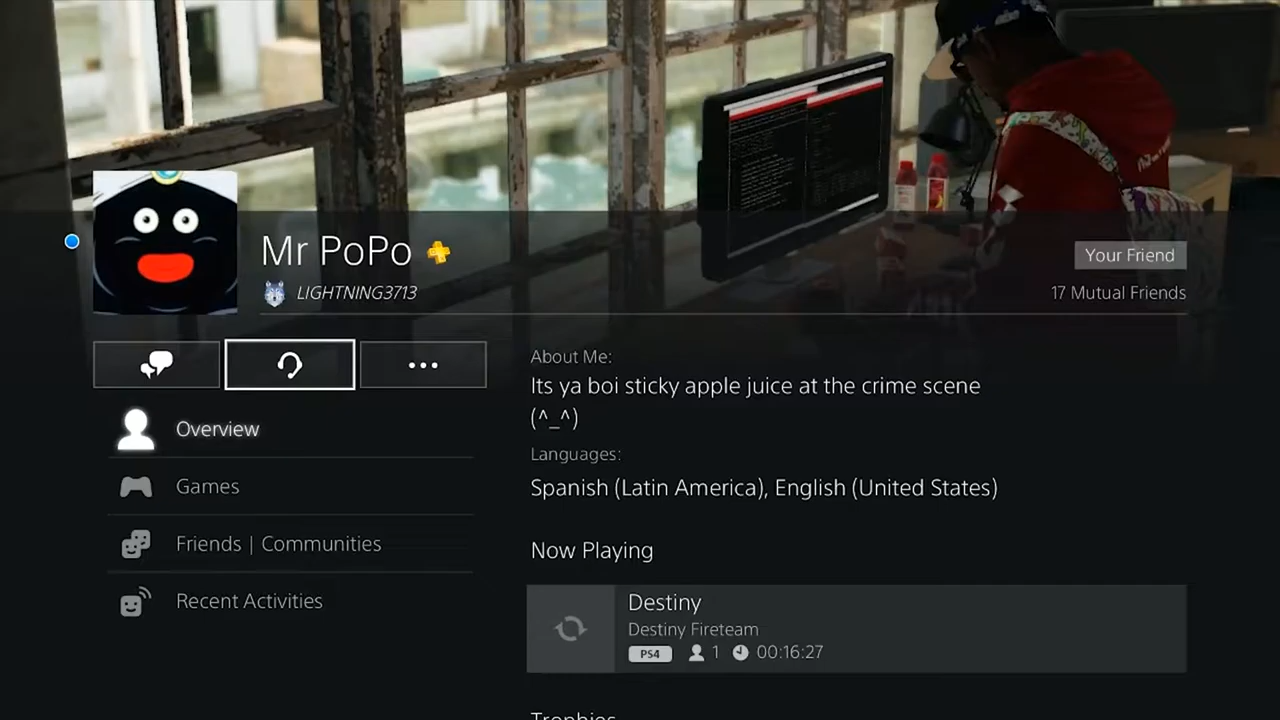 Mr PoPo
LIGHTNING3713
Your Friend
17 Mutual Friends
About Me:
Its ya boi sticky apple juice at the crime scene
(^_^)
Languages:
Spanish (Latin America), English (United States)
Overview
Games
Friends | Communities
Recent Activities
Now Playing
Destiny
Destiny Fireteam
PS4 1 00:16:27
Trophies